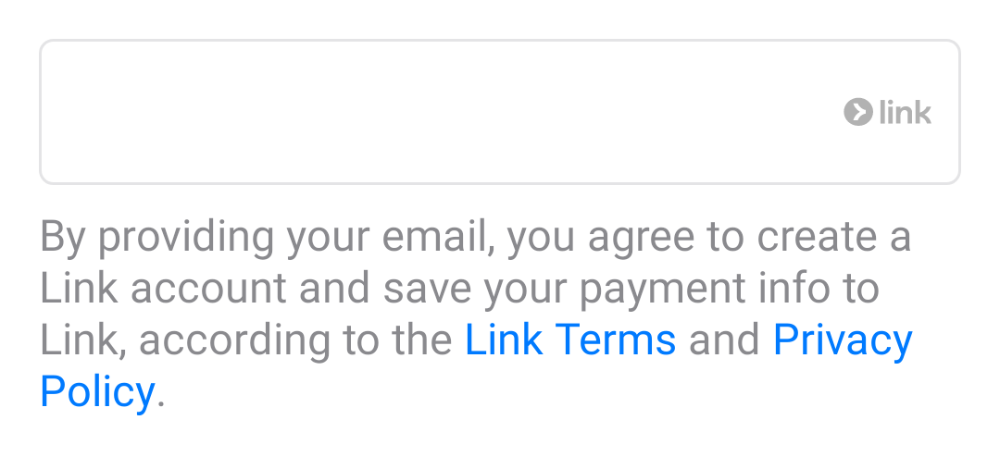 link
By providing your email, you agree to create a
Link account and save your payment info to
Link, according to the Link Terms and Privacy
Policy.